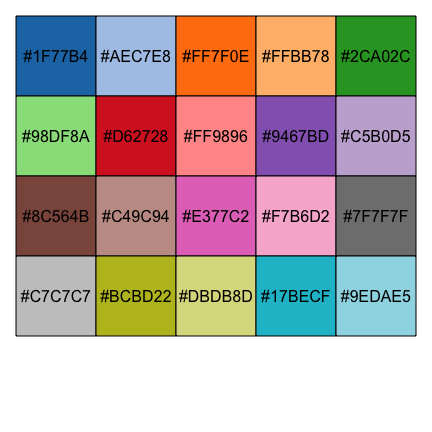 #1F77B4 #AEC7E8 #FF7F0E #FFBB78 #2CA02C
#98DF8A #D62728 #FF9896 #9467BD #C5B0D5
#8C564B #C49C94 #E377C2 #F7B6D2 #7F7F7F
#C7C7C7 #BCBD22 #DBDB8D #17BECF #9EDAE5